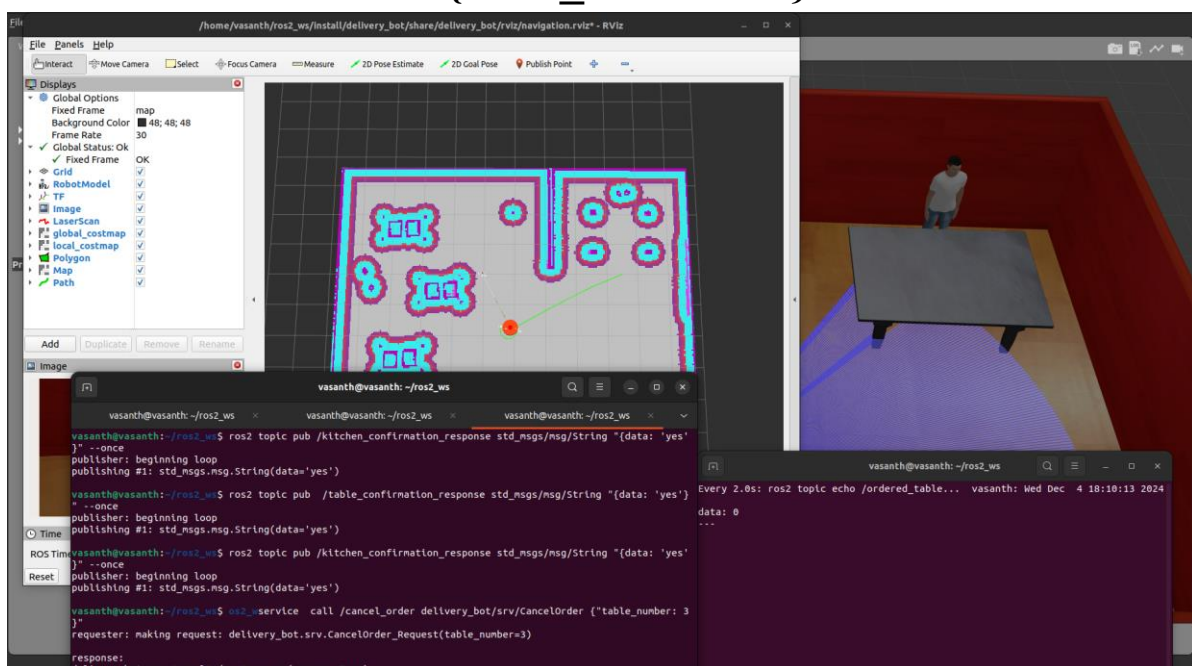 /home/vasanth/ros2_ws/install/delivery_bot/share/delivery_bot/rviz/navigation.rviz* - RViz
File Panels Help
Interact Move Camera Select Focus Camera Measure 2D Pose Estimate 2D Goal Pose Publish Point
Displays
Global Options
Fixed Frame map
Background Color 48; 48; 48
Frame Rate 30
Global Status: Ok
Fixed Frame OK
Grid
RobotModel
TF
Image
LaserScan
global_costmap
local_costmap
Polygon
Map
Path
Add Duplicate Remove Rename
Image
Time
ROS Time
Reset
vasanth@vasanth: ~/ros2_ws
vasanth@vasanth: ~/ros2_ws × vasanth@vasanth: ~/ros2_ws × vasanth@vasanth: ~/ros2_ws ×
vasanth@vasanth:~/ros2_ws$ ros2 topic pub /kitchen_confirmation_response std_msgs/msg/String "{data: 'yes'
}" --once
publisher: beginning loop
publishing #1: std_msgs.msg.String(data='yes')
vasanth@vasanth:~/ros2_ws$ ros2 topic pub  /table_confirmation_response std_msgs/msg/String "{data: 'yes'}
" --once
publisher: beginning loop
publishing #1: std_msgs.msg.String(data='yes')
vasanth@vasanth:~/ros2_ws$ ros2 topic pub /kitchen_confirmation_response std_msgs/msg/String "{data: 'yes'
}" --once
publisher: beginning loop
publishing #1: std_msgs.msg.String(data='yes')
vasanth@vasanth:~/ros2_ws$ os2_wservice  call /cancel_order delivery_bot/srv/CancelOrder {"table_number: 3
}"
requester: making request: delivery_bot.srv.CancelOrder_Request(table_number=3)
response:
vasanth@vasanth: ~/ros2_ws
Every 2.0s: ros2 topic echo /ordered_table... vasanth: Wed Dec  4 18:10:13 2024
data: 0
---